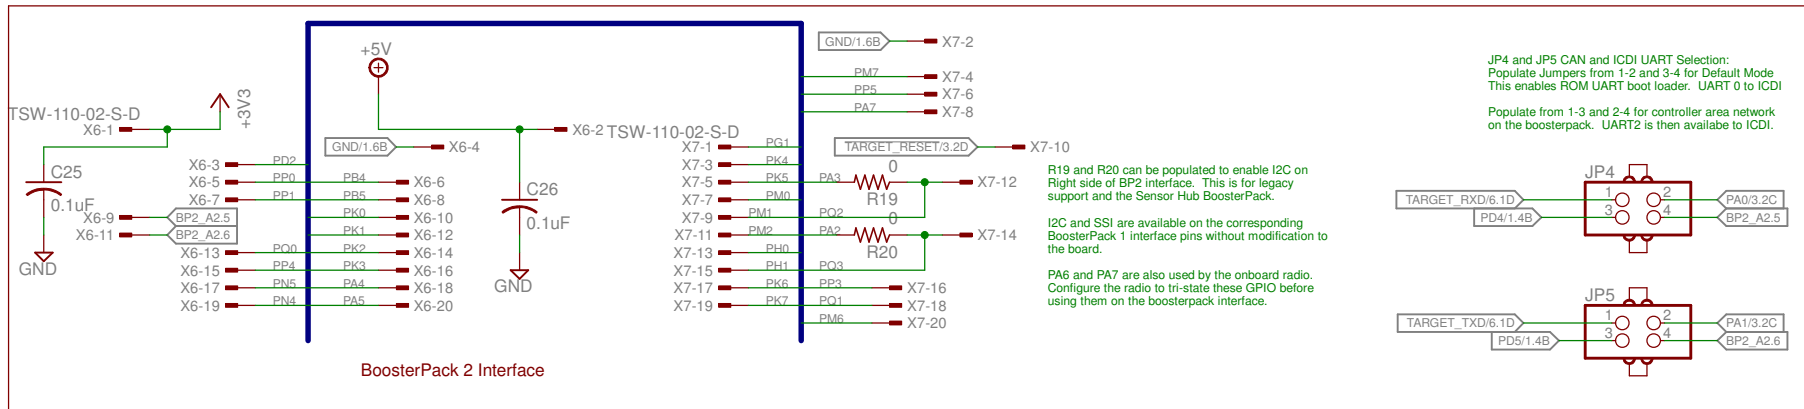 TSW-110-02-S-D
X6-1
+3V3
C25
0.1uF
GND
X6-3 PD2
X6-5 PP0 PB4 X6-6
X6-7 PP1 PB5 X6-8
X6-9 BP2_A2.5 PK0 X6-10
X6-11 BP2_A2.6 PK1 X6-12
X6-13 PQ0 PK2 X6-14
X6-15 PP4 PK3 X6-16
X6-17 PN5 PA4 X6-18
X6-19 PN4 PA5 X6-20
+5V
GND/1.6B X6-4
X6-2
C26
0.1uF
GND
BoosterPack 2 Interface
TSW-110-02-S-D
X7-1 PG1
X7-3 PK4
X7-5 PK5 PA3
X7-7 PM0
X7-9 PM1 PQ2
X7-11 PM2 PA2
X7-13 PH0
X7-15 PH1 PQ3
X7-17 PK6 PP3 X7-16
X7-19 PK7 PQ1 X7-18
PM6 X7-20
GND/1.6B X7-2
PM7 X7-4
PP5 X7-6
PA7 X7-8
TARGET_RESET/3.2D X7-10
0
R19
X7-12
0
R20
X7-14
R19 and R20 can be populated to enable I2C on
Right side of BP2 interface. This is for legacy
support and the Sensor Hub BoosterPack.
I2C and SSI are available on the corresponding
BoosterPack 1 interface pins without modification to
the board.
PA6 and PA7 are also used by the onboard radio.
Configure the radio to tri-state these GPIO before
using them on the boosterpack interface.
JP4 and JP5 CAN and ICDI UART Selection:
Populate Jumpers from 1-2 and 3-4 for Default Mode
This enables ROM UART boot loader. UART 0 to ICDI
Populate from 1-3 and 2-4 for controller area network
on the boosterpack. UART2 is then availabe to ICDI.
JP4
TARGET_RXD/6.1D 1 2 PA0/3.2C
PD4/1.4B 3 4 BP2_A2.5
JP5
TARGET_TXD/6.1D 1 2 PA1/3.2C
PD5/1.4B 3 4 BP2_A2.6